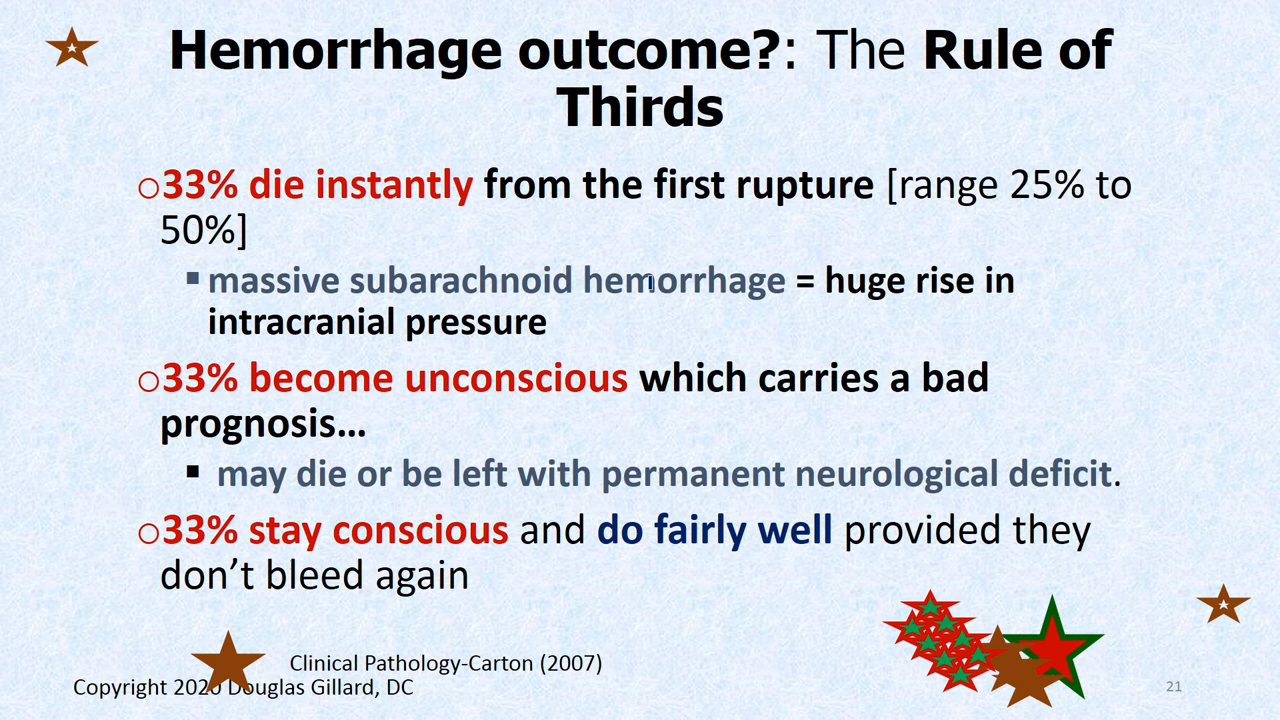 Hemorrhage outcome?: The Rule of
Thirds
○33% die instantly from the first rupture [range 25% to
50%]
▪massive subarachnoid hemorrhage = huge rise in
intracranial pressure
○33% become unconscious which carries a bad
prognosis…
▪ may die or be left with permanent neurological deficit.
○33% stay conscious and do fairly well provided they
don’t bleed again
Clinical Pathology-Carton (2007)
Copyright 2020 Douglas Gillard, DC
21